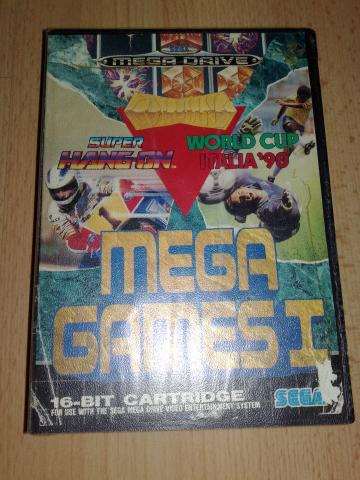 SEGA
MEGA DRIVE
SUPER
HANG-ON
WORLD CUP
ITALIA '90
MEGA
GAMES I
16-BIT CARTRIDGE
FOR USE WITH THE SEGA MEGA DRIVE VIDEO ENTERTAINMENT SYSTEM
SEGA